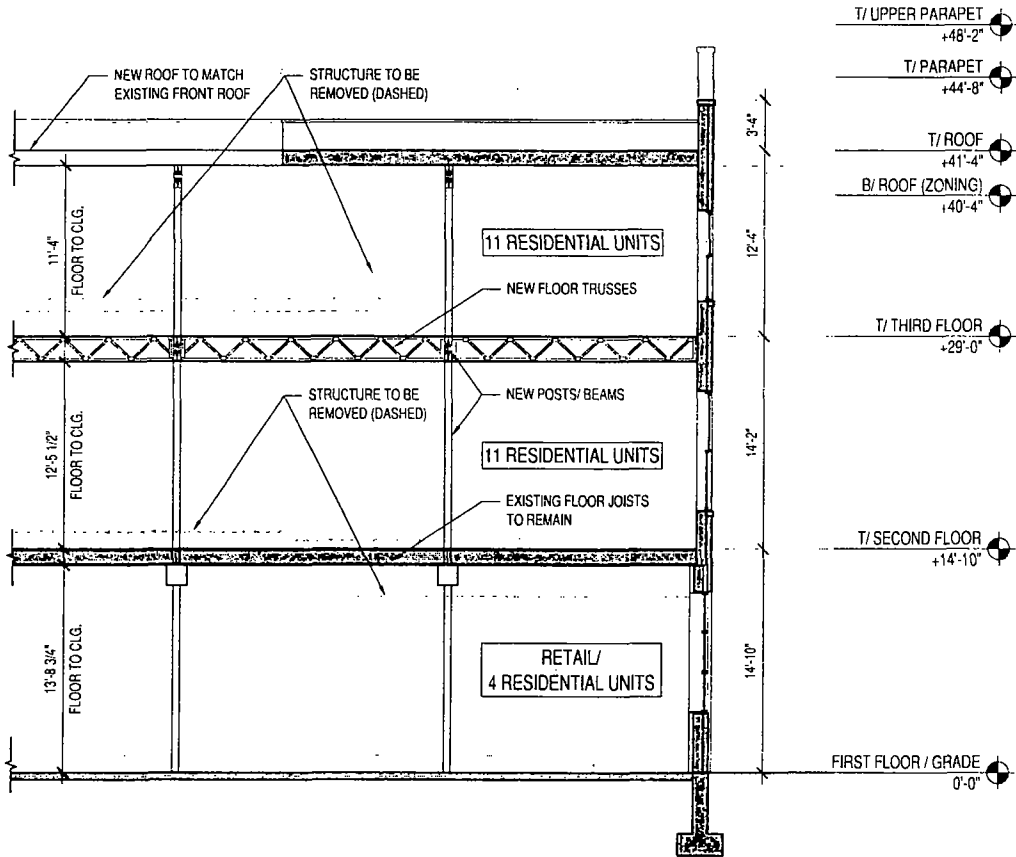 T/ UPPER PARAPET
+48'-2"
T/ PARAPET
+44'-8"
NEW ROOF TO MATCH
EXISTING FRONT ROOF
STRUCTURE TO BE
REMOVED (DASHED)
3'-4"
T/ ROOF
+41'-4"
B/ ROOF (ZONING)
+40'-4"
11'-4"
FLOOR TO CLG.
11 RESIDENTIAL UNITS
12'-4"
NEW FLOOR TRUSSES
T/ THIRD FLOOR
+29'-0"
STRUCTURE TO BE
REMOVED (DASHED)
NEW POSTS/ BEAMS
12'-5 1/2"
FLOOR TO CLG.
11 RESIDENTIAL UNITS
14'-2"
EXISTING FLOOR JOISTS
TO REMAIN
T/ SECOND FLOOR
+14'-10"
13'-8 3/4"
FLOOR TO CLG.
RETAIL/
4 RESIDENTIAL UNITS
14'-10"
FIRST FLOOR / GRADE
0'-0"